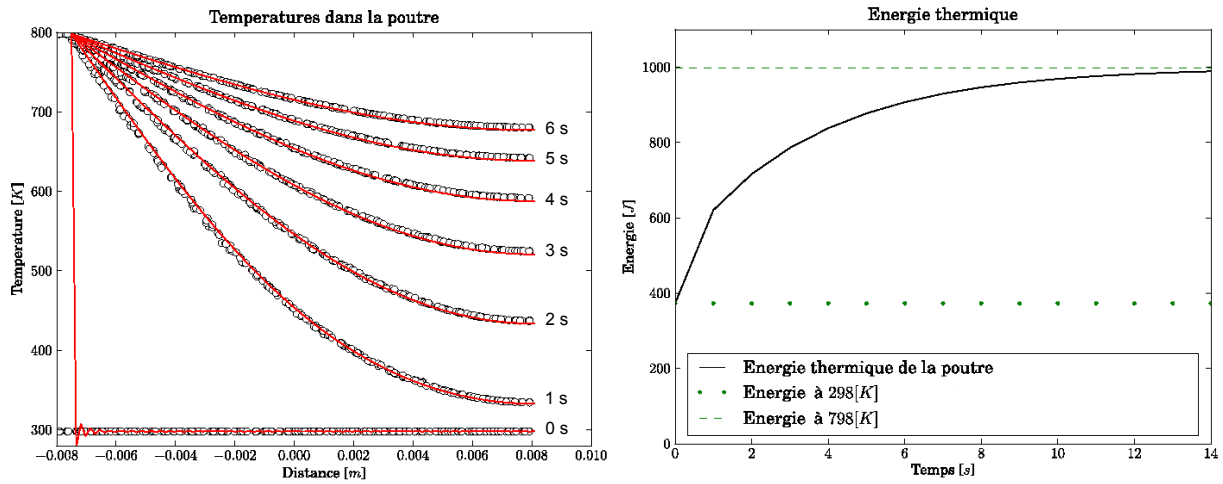 Temperatures dans la poutre
Temperature [K]
800
700
600
500
400
300
6 s
5 s
4 s
3 s
2 s
1 s
0 s
−0.008 −0.006 −0.004 −0.002 0.000 0.002 0.004 0.006 0.008 0.010
Distance [m]
Energie thermique
Energie [J]
1000
800
600
400
200
0
Energie thermique de la poutre
Energie à 298[K]
Energie à 798[K]
0 2 4 6 8 10 12 14
Temps [s]